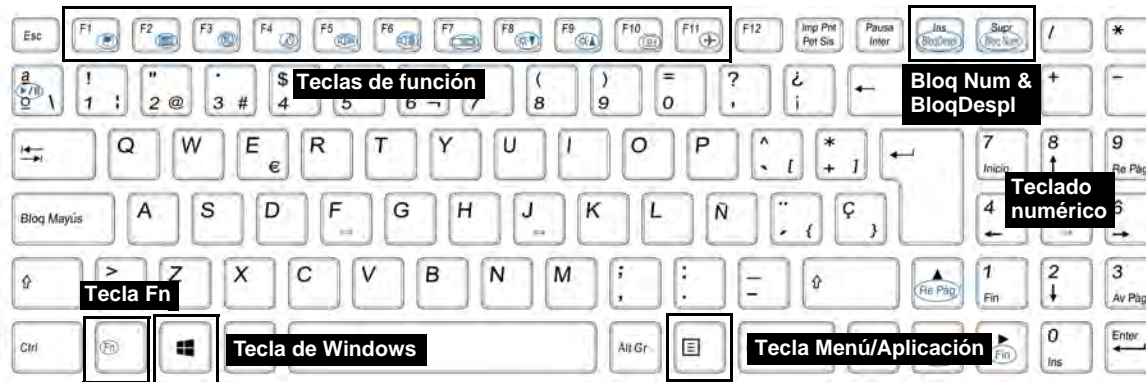 Esc F1 F2 F3 F4 F5 F6 F7 F8 F9 F10 F11 F12 Imp Pnt Pausa Ins Supr / *
Pet Sis Inter BloqDespl Bloq Num
Teclas de función
Bloq Num &
BloqDespl
a ! " · $ ( ) = ? ¿ + -
º \ 1 ¦ 2 @ 3 # 4 5 6 ¬ 7 8 9 0 ' ¡ ←
Q W E € R T Y U I O P ^ ` [ * + ] 7 8 9
Inicio ↑ Re Pág
Teclado
numérico
Bloq Mayús A S D F G H J K L Ñ ¨ ´ { Ç } 4 6
← →
⇧ > Z X C V B N M ; , : . _ – ⇧ ▲ 1 2 3
Re Pág Fin ↓ Av Pág
Tecla Fn
Ctrl Fn Alt Gr ► 0 Enter
Fin Ins
Tecla de Windows
Tecla Menú/Aplicación